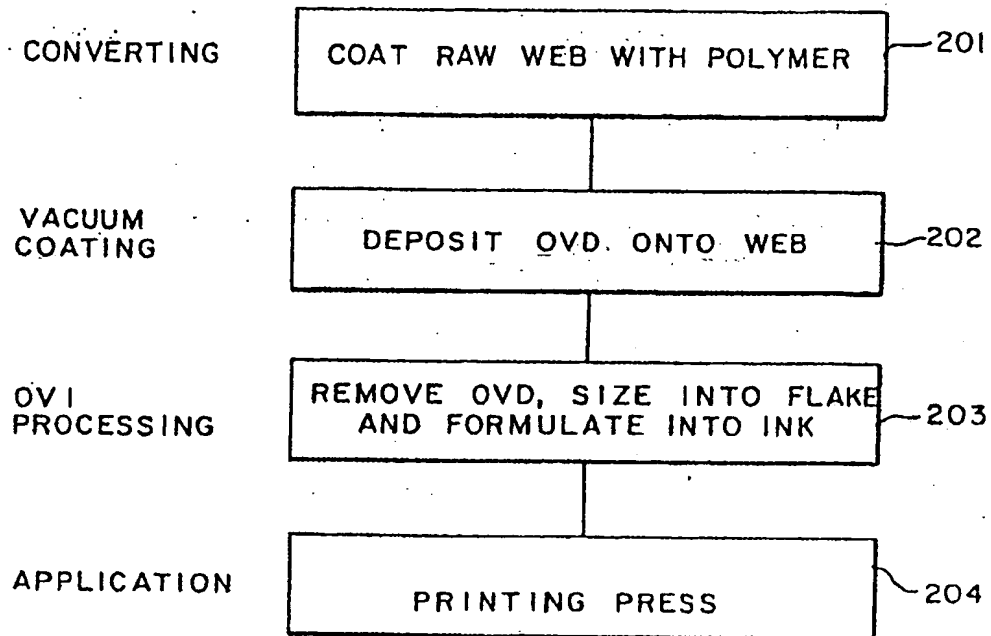 CONVERTING
COAT RAW WEB WITH POLYMER
201
VACUUM
COATING
DEPOSIT OVD. ONTO WEB
202
OVI
PROCESSING
REMOVE OVD, SIZE INTO FLAKE
AND FORMULATE INTO INK
203
APPLICATION
PRINTING PRESS
204